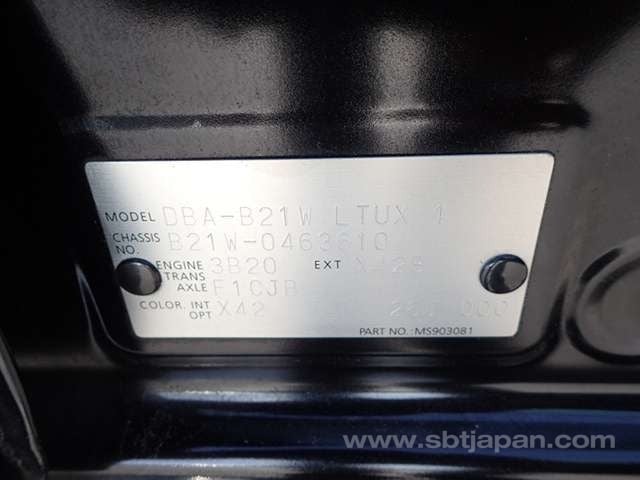 MODEL DBA-B21W LTUX 1
CHASSIS NO. B21W-0463610
ENGINE 3B20 EXT
TRANS AXLE F1CJB
COLOR. INT X42
OPT
PART NO.:MS903081
www.sbtjapan.com